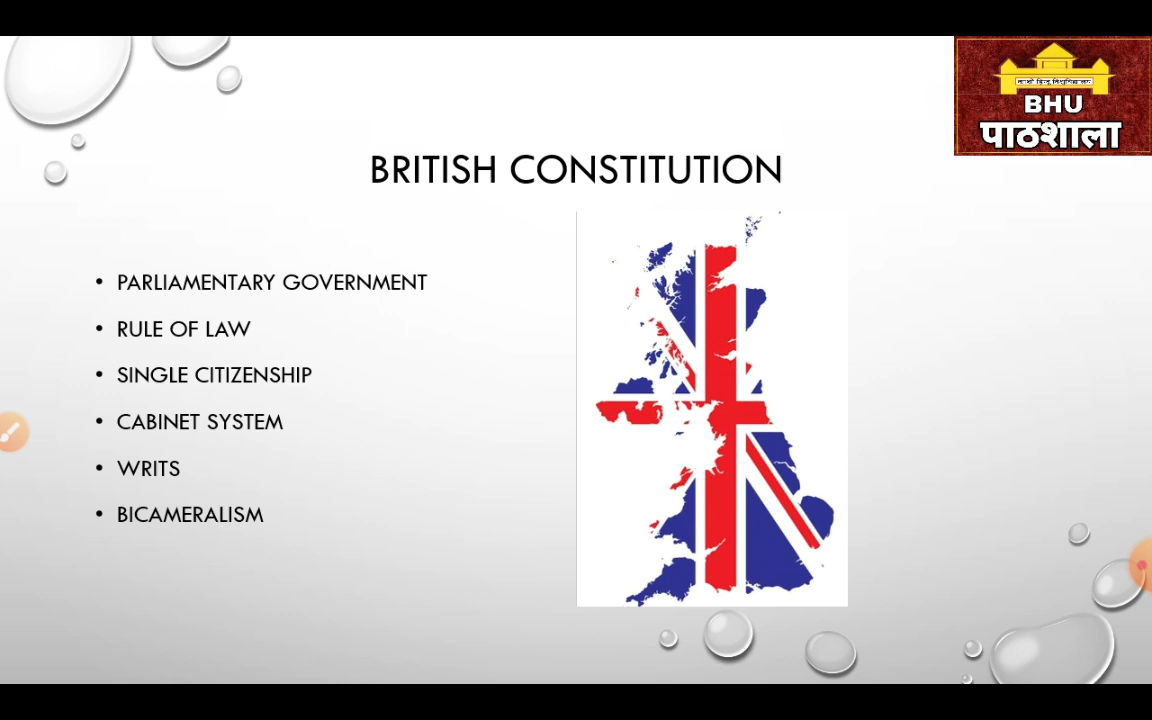 BHU
पाठशाला
BRITISH CONSTITUTION
• PARLIAMENTARY GOVERNMENT
• RULE OF LAW
• SINGLE CITIZENSHIP
• CABINET SYSTEM
• WRITS
• BICAMERALISM